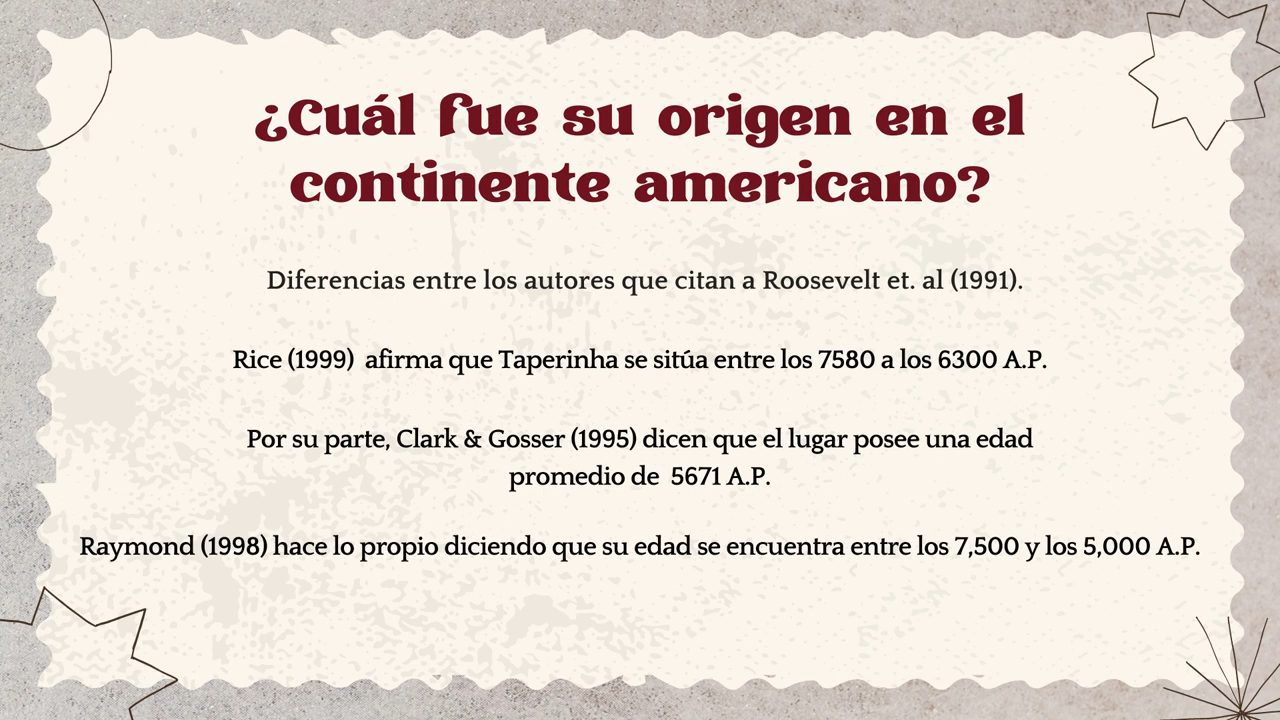 ¿Cuál fue su origen en el
continente americano?
Diferencias entre los autores que citan a Roosevelt et. al (1991).
Rice (1999) afirma que Taperinha se sitúa entre los 7580 a los 6300 A.P.
Por su parte, Clark & Gosser (1995) dicen que el lugar posee una edad
promedio de 5671 A.P.
Raymond (1998) hace lo propio diciendo que su edad se encuentra entre los 7,500 y los 5,000 A.P.